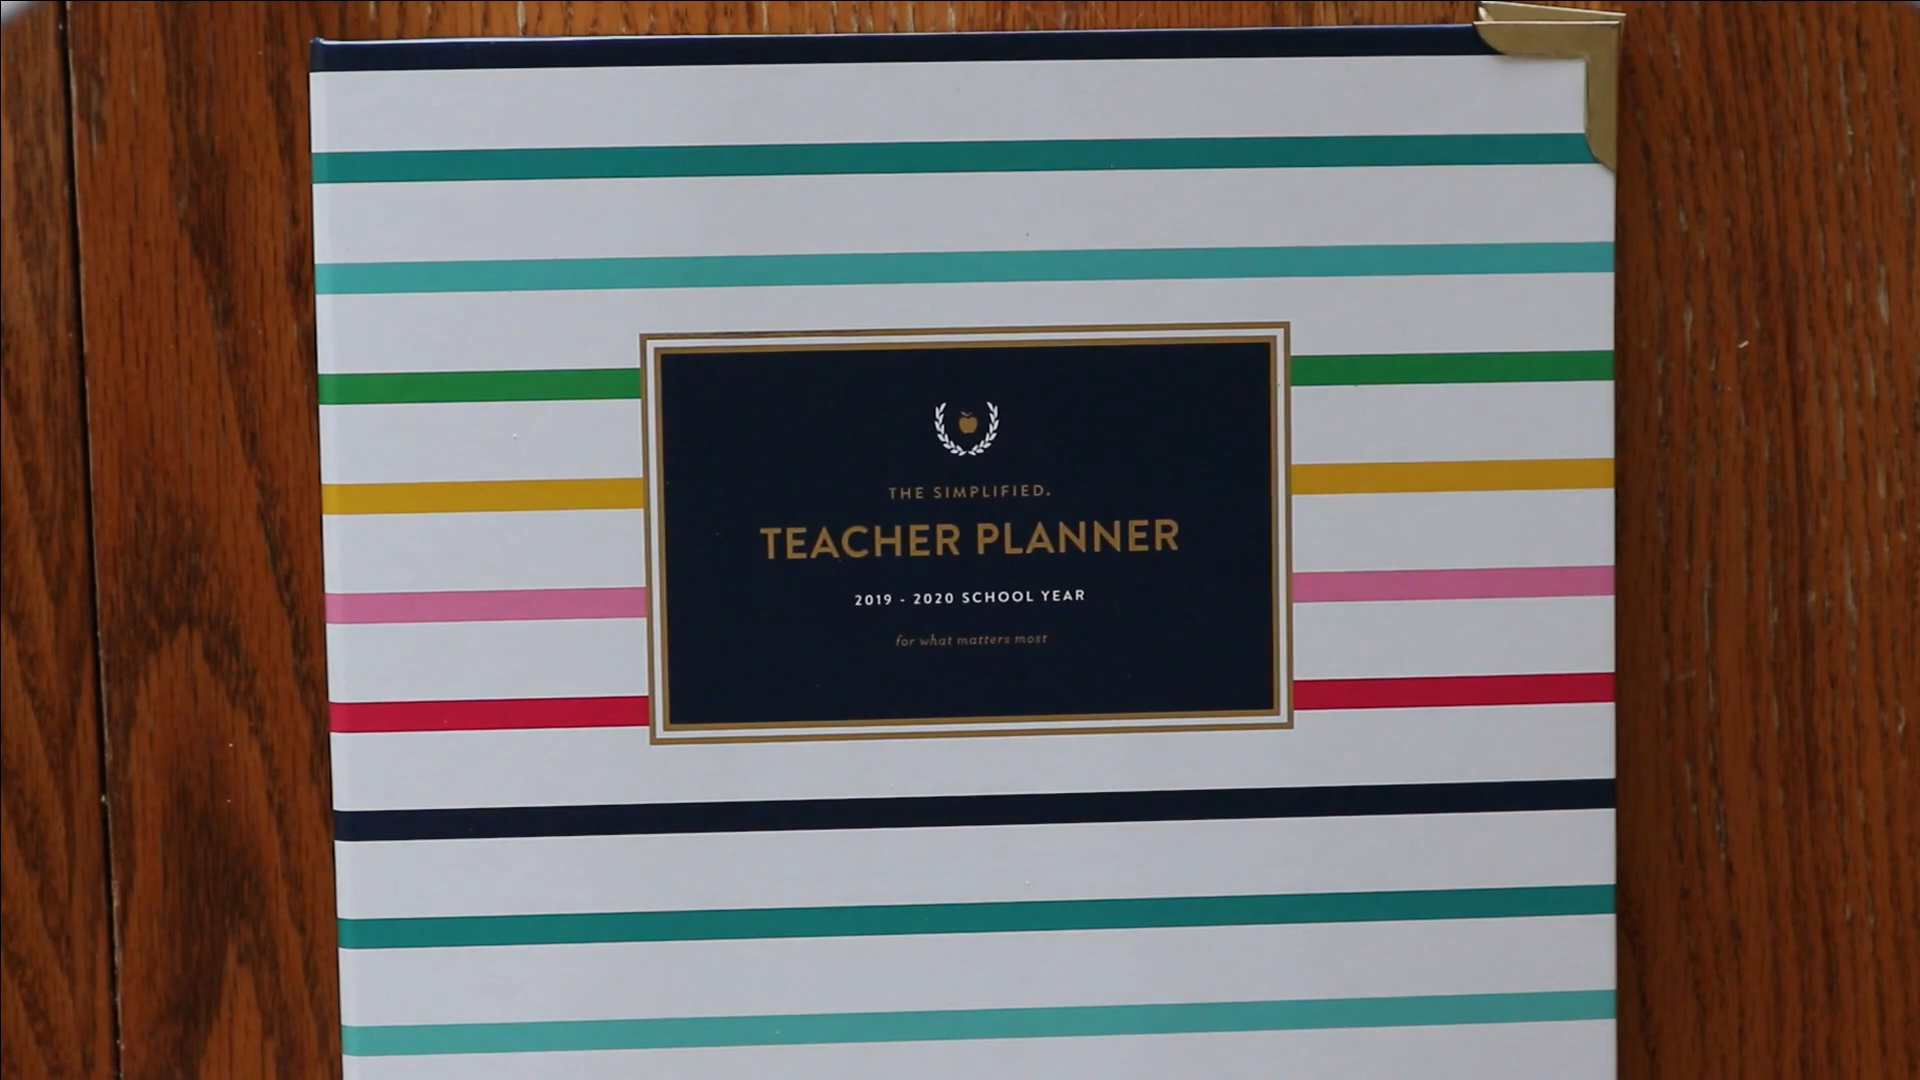 THE SIMPLIFIED.
TEACHER PLANNER
2019 - 2020 SCHOOL YEAR
for what matters most